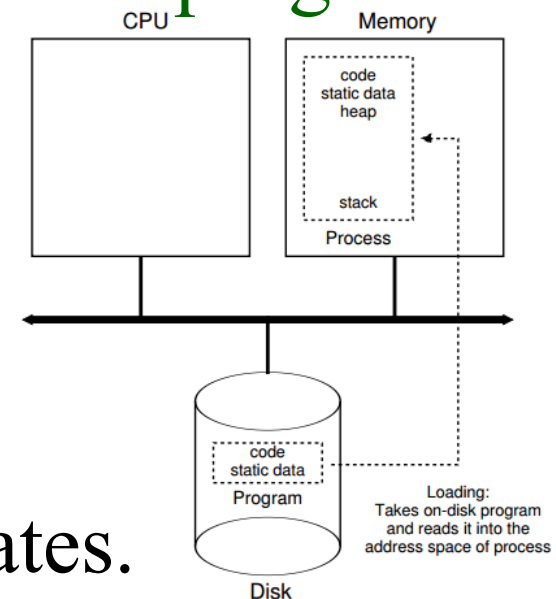 CPU
Memory
code
static data
heap
stack
Process
code
static data
Program
Loading:
Takes on-disk program
and reads it into the
address space of process
ates.
Disk